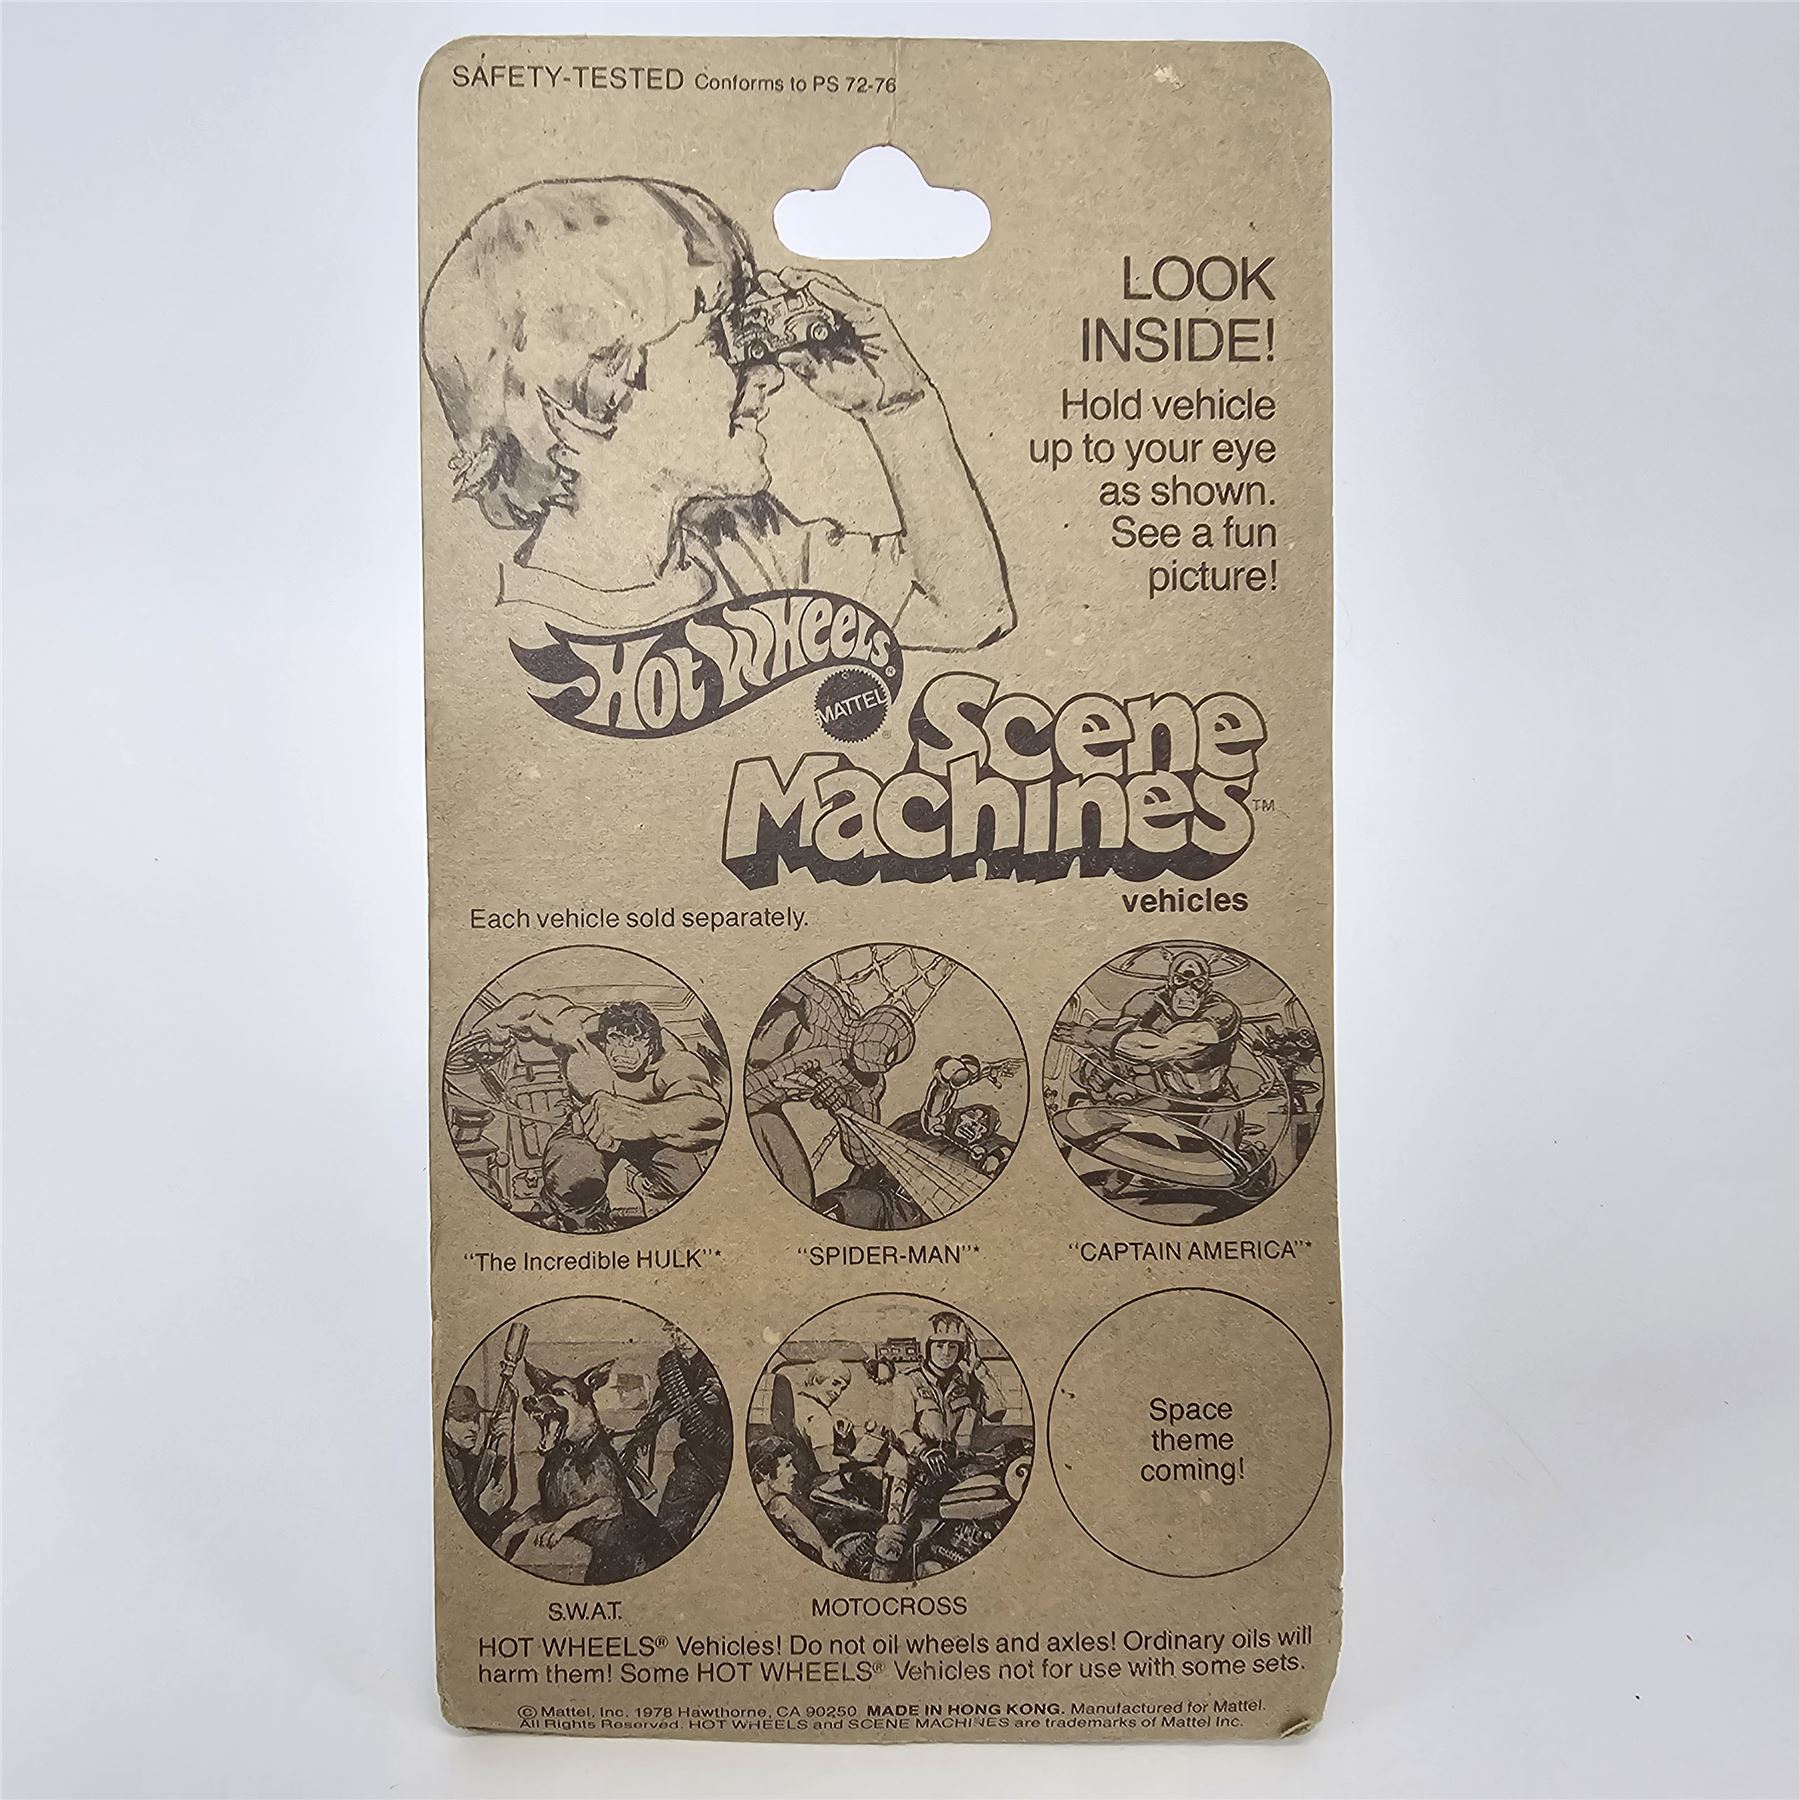 SAFETY-TESTED Conforms to PS 72-76
LOOK
INSIDE!
Hold vehicle
up to your eye
as shown.
See a fun
picture!
HOT WHEELS®
MATTEL®
Scene
Machines™
vehicles
Each vehicle sold separately.
"The Incredible HULK"*
"SPIDER-MAN"*
"CAPTAIN AMERICA"*
Space
theme
coming!
S.W.A.T.
MOTOCROSS
HOT WHEELS® Vehicles! Do not oil wheels and axles! Ordinary oils will
harm them! Some HOT WHEELS® Vehicles not for use with some sets.
© Mattel, Inc. 1978 Hawthorne, CA 90250 MADE IN HONG KONG. Manufactured for Mattel.
All Rights Reserved. HOT WHEELS and SCENE MACHINES are trademarks of Mattel Inc.